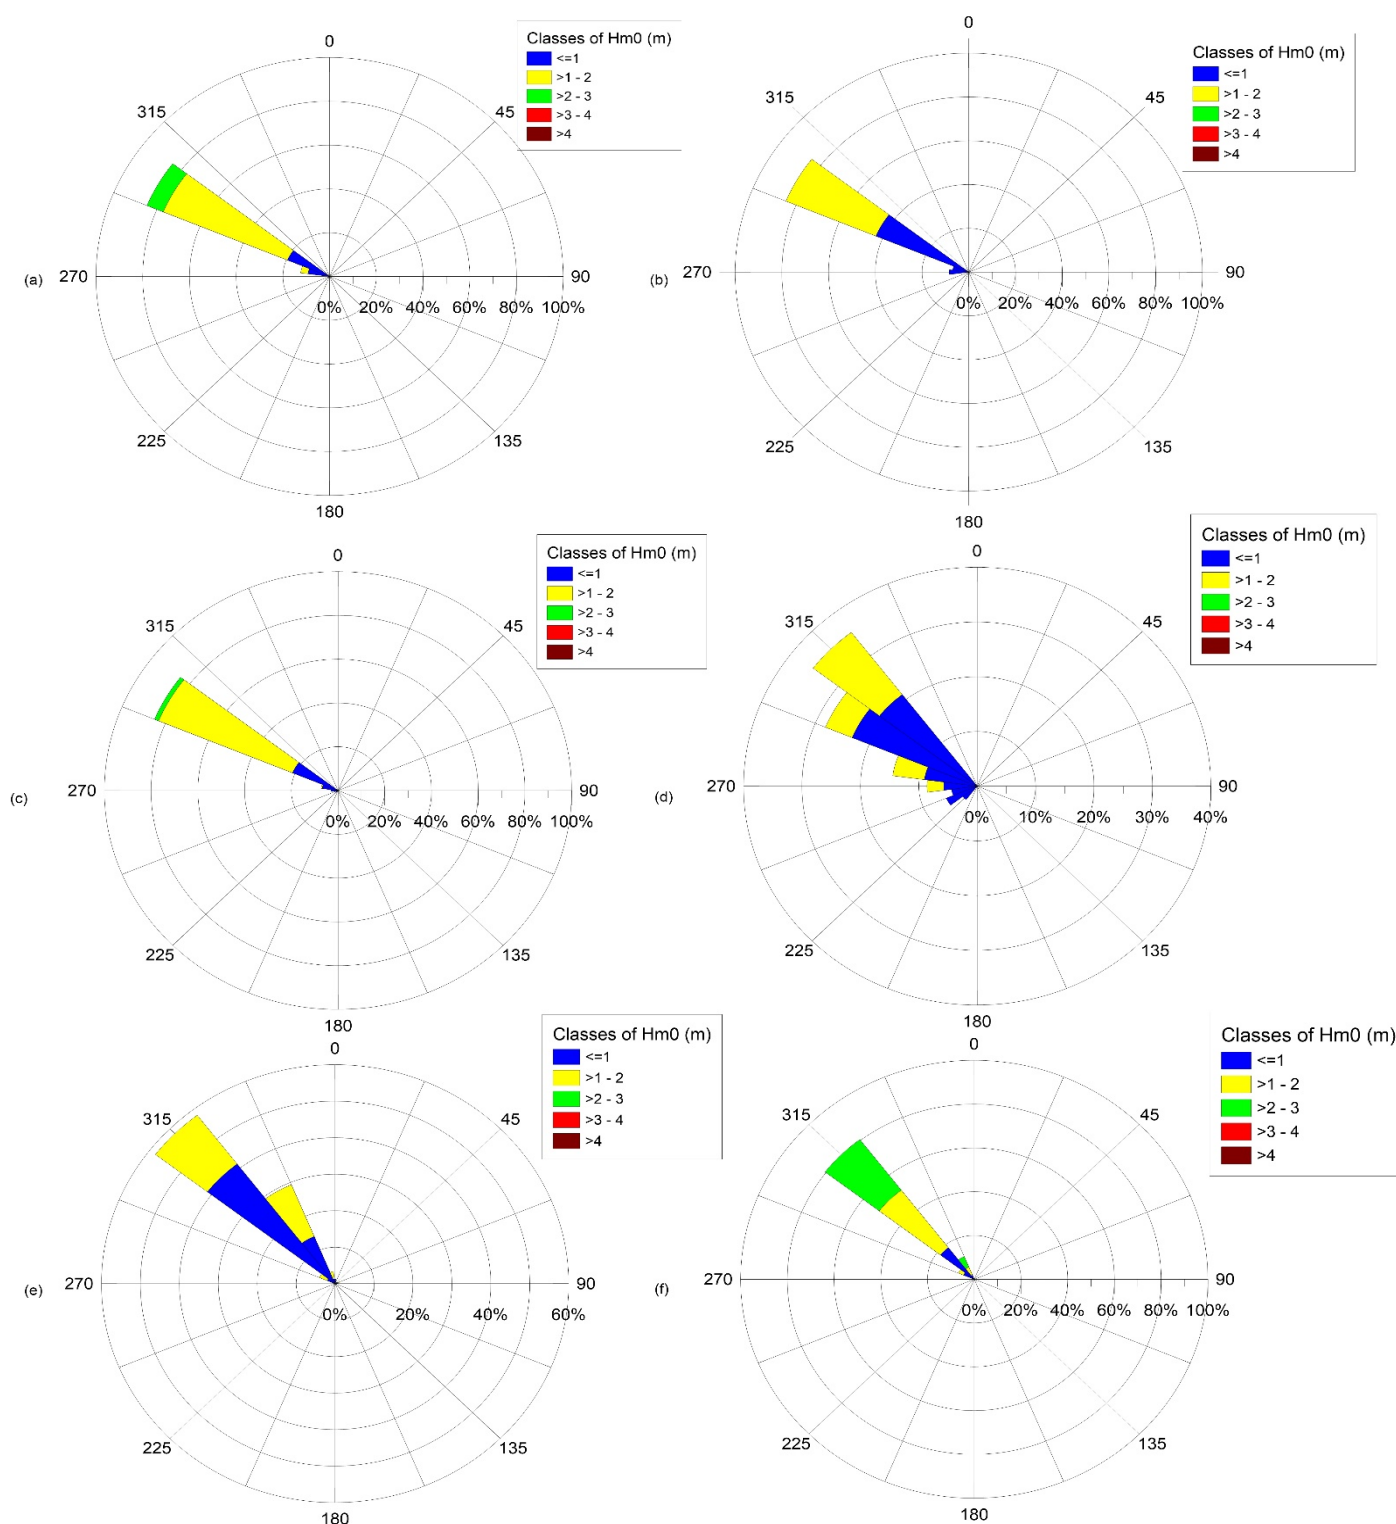 0
Classes of Hm0 (m)
<=1
>1 - 2
>2 - 3
>3 - 4
>4
315
45
270
90
(a)
0% 20% 40% 60% 80% 100%
225
135
180
0
Classes of Hm0 (m)
<=1
>1 - 2
>2 - 3
>3 - 4
>4
315
45
(b)
270
90
0% 20% 40% 60% 80% 100%
225
135
180
0
Classes of Hm0 (m)
<=1
>1 - 2
>2 - 3
>3 - 4
>4
315
45
(c)
270
90
0% 20% 40% 60% 80% 100%
225
135
180
0
Classes of Hm0 (m)
<=1
>1 - 2
>2 - 3
>3 - 4
>4
315
45
(d)
270
90
0% 10% 20% 30% 40%
225
135
180
0
Classes of Hm0 (m)
<=1
>1 - 2
>2 - 3
>3 - 4
>4
315
45
(e)
270
90
0% 20% 40% 60%
225
135
180
0
Classes of Hm0 (m)
<=1
>1 - 2
>2 - 3
>3 - 4
>4
315
45
(f)
270
90
0% 20% 40% 60% 80% 100%
225
135
180